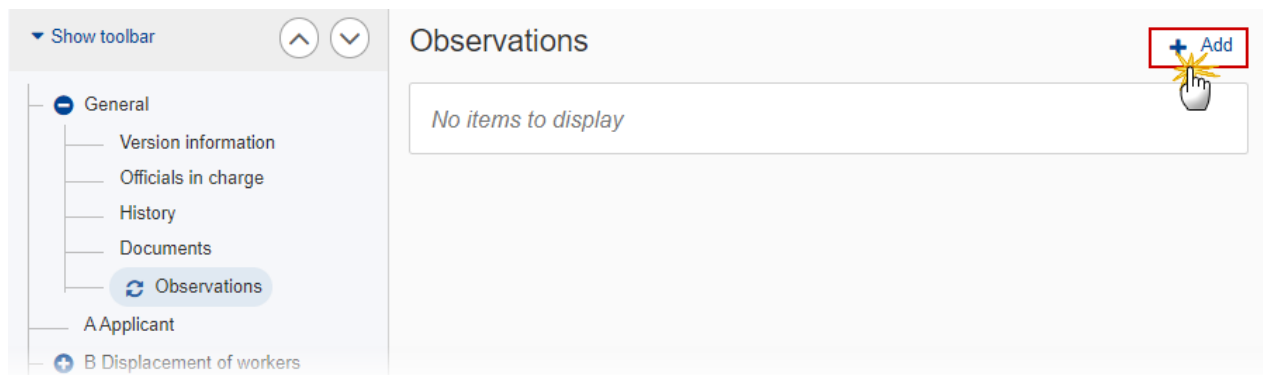 Show toolbar
General
Version information
Officials in charge
History
Documents
Observations
A Applicant
B Displacement of workers
Observations
Add
No items to display